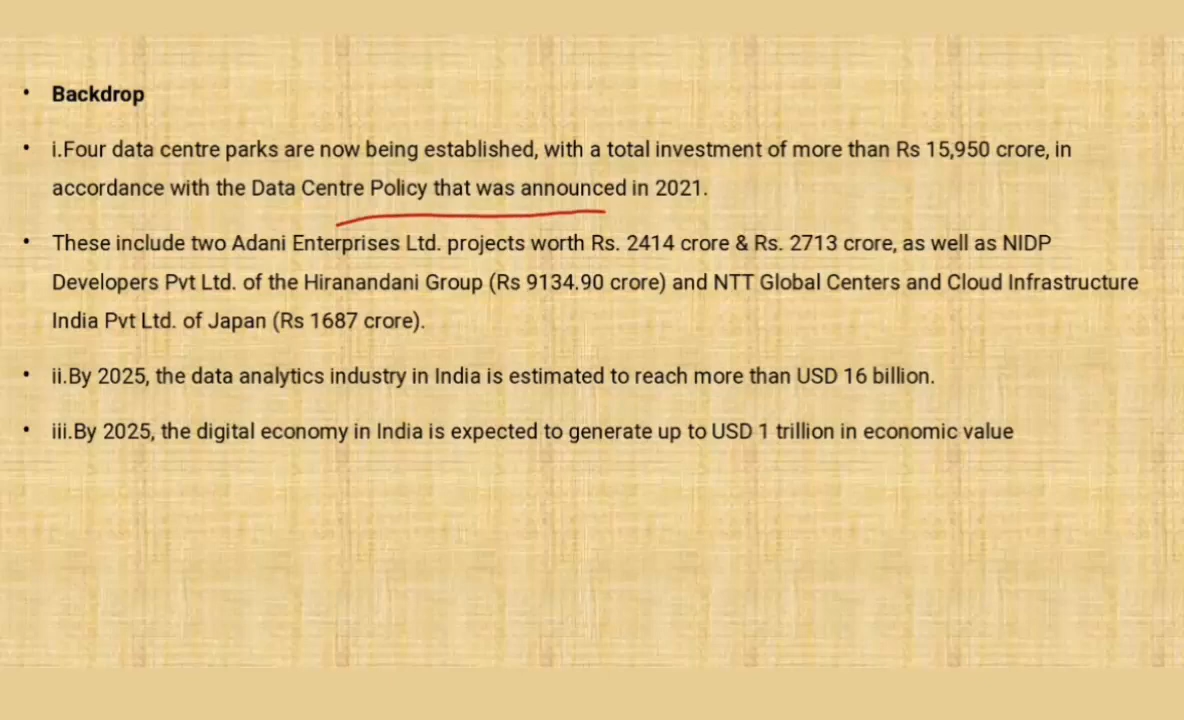 • Backdrop
• i.Four data centre parks are now being established, with a total investment of more than Rs 15,950 crore, in
accordance with the Data Centre Policy that was announced in 2021.
• These include two Adani Enterprises Ltd. projects worth Rs. 2414 crore & Rs. 2713 crore, as well as NIDP
Developers Pvt Ltd. of the Hiranandani Group (Rs 9134.90 crore) and NTT Global Centers and Cloud Infrastructure
India Pvt Ltd. of Japan (Rs 1687 crore).
• ii.By 2025, the data analytics industry in India is estimated to reach more than USD 16 billion.
• iii.By 2025, the digital economy in India is expected to generate up to USD 1 trillion in economic value